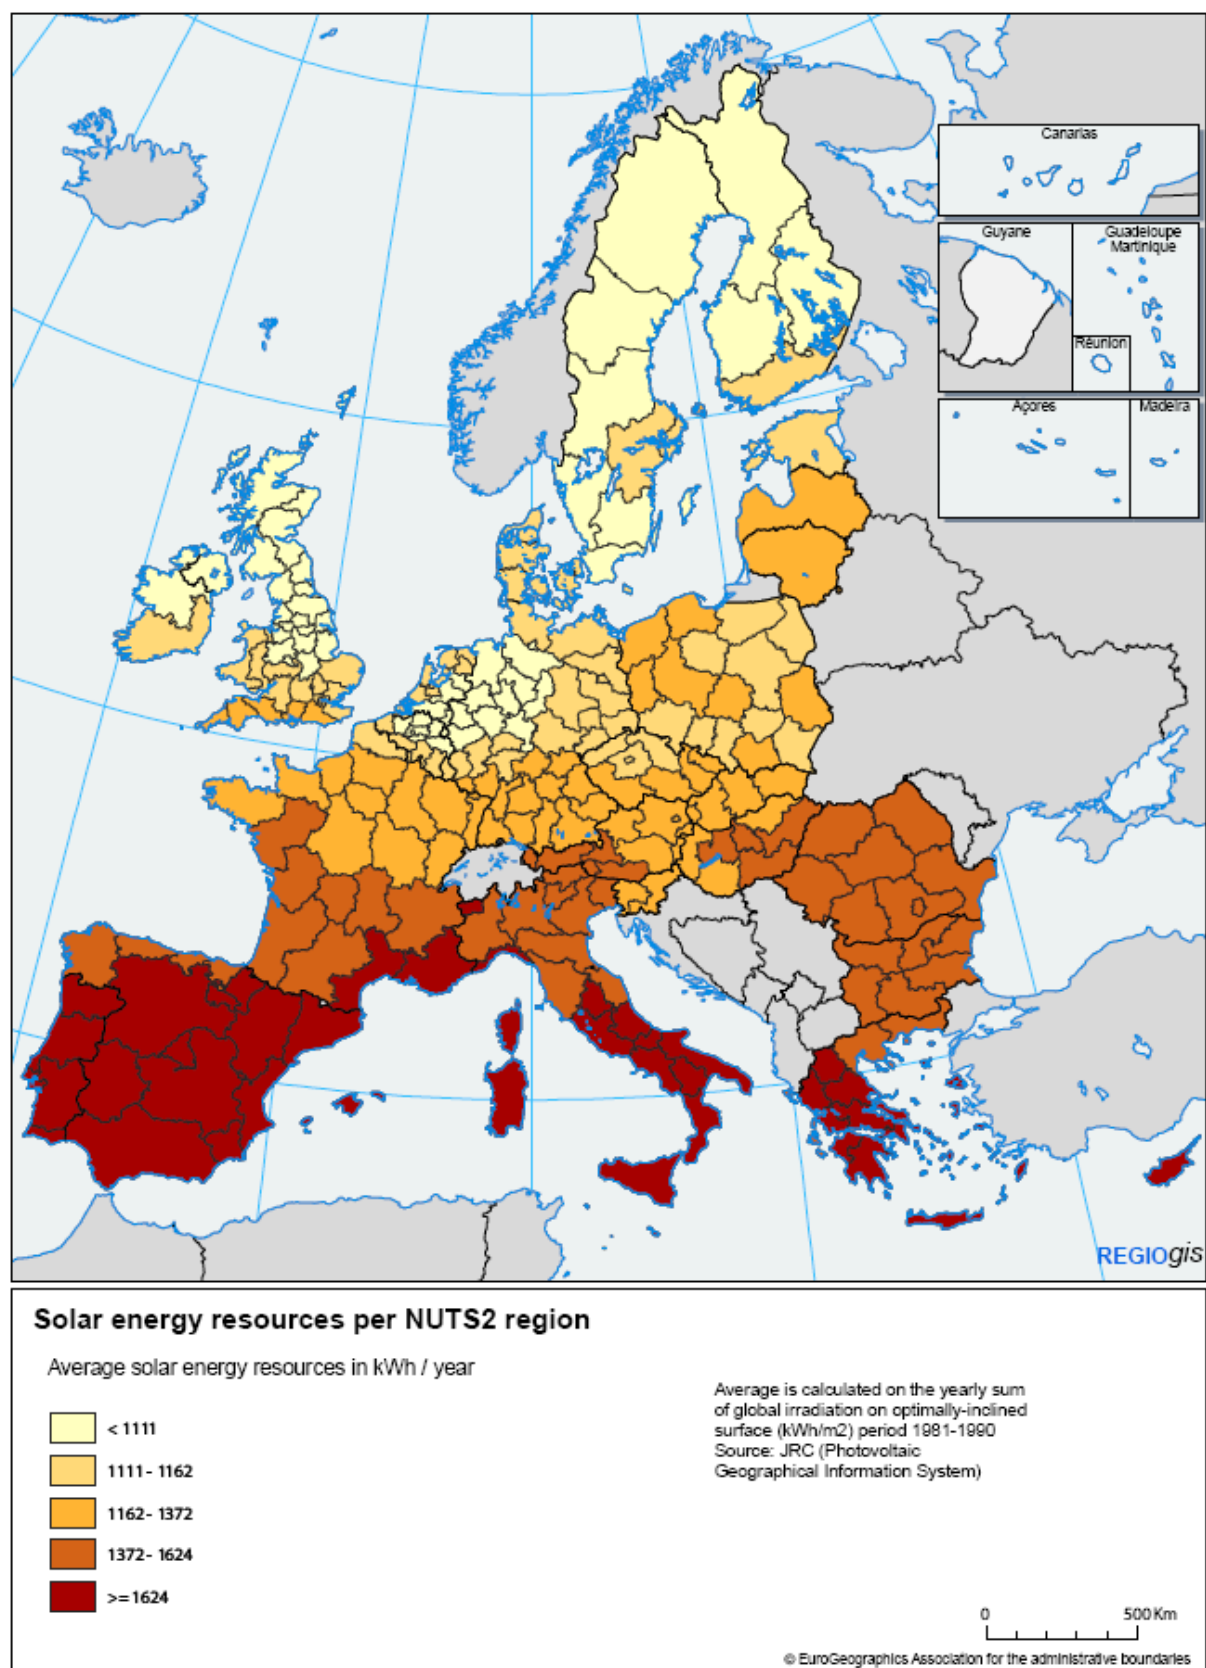 Canarias
Guyane
Guadeloupe
Martinique
Réunion
Açores
Madeira
REGIOgis
Solar energy resources per NUTS2 region
Average solar energy resources in kWh / year
< 1111
1111 - 1162
1162 - 1372
1372 - 1624
>= 1624
Average is calculated on the yearly sum
of global irradiation on optimally-inclined
surface (kWh/m2) period 1981-1990
Source: JRC (Photovoltaic
Geographical Information System)
0 500 Km
© EuroGeographics Association for the administrative boundaries